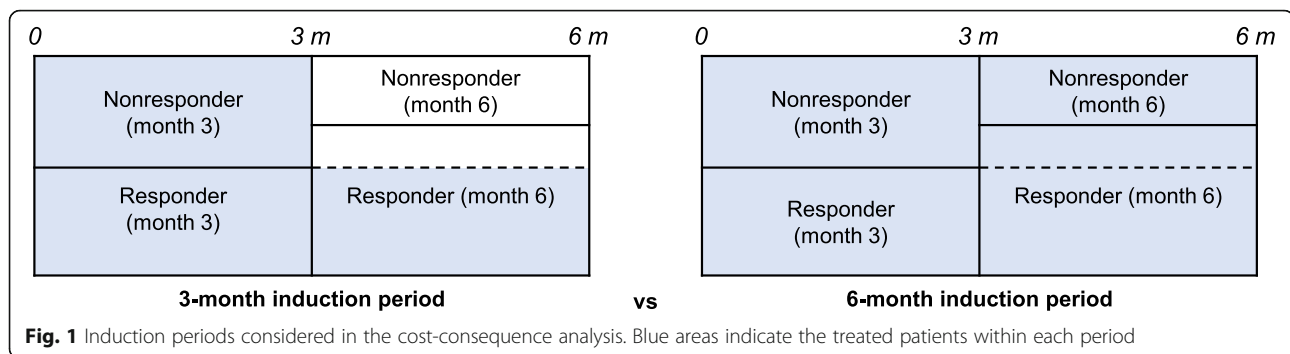 0 3 m 6 m 0 3 m 6 m
Nonresponder
(month 3)
Nonresponder
(month 6)
Responder
(month 3)
Responder (month 6)
Nonresponder
(month 3)
Nonresponder
(month 6)
Responder
(month 3)
Responder (month 6)
3-month induction period vs 6-month induction period
Fig. 1 Induction periods considered in the cost-consequence analysis. Blue areas indicate the treated patients within each period